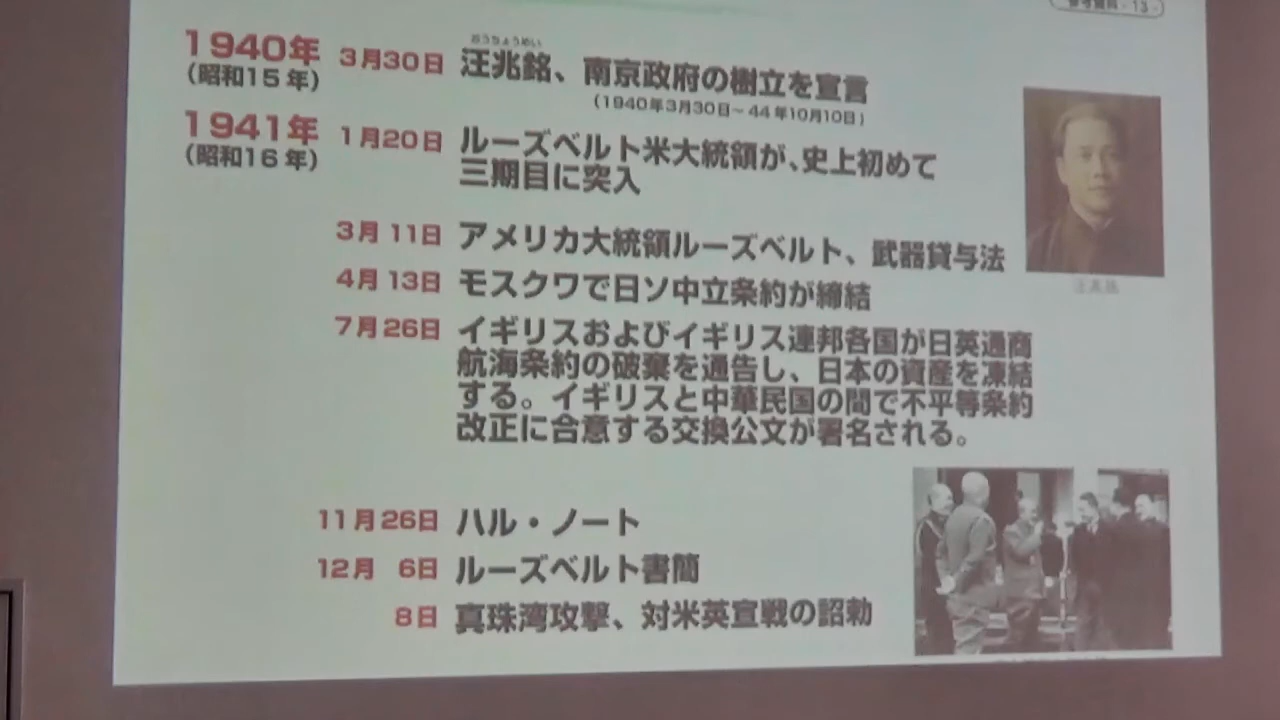 参考資料 - 13 -
おうちょうめい
1940年 3月30日 汪兆銘、南京政府の樹立を宣言
(昭和15年)
(1940年3月30日~44年10月10日)
1941年 1月20日 ルーズベルト米大統領が、史上初めて
(昭和16年) 三期目に突入
3月11日 アメリカ大統領ルーズベルト、武器貸与法
4月13日 モスクワで日ソ中立条約が締結
7月26日 イギリスおよびイギリス連邦各国が日英通商
航海条約の破棄を通告し、日本の資産を凍結
する。イギリスと中華民国の間で不平等条約
改正に合意する交換公文が署名される。
11月26日 ハル・ノート
12月 6日 ルーズベルト書簡
8日 真珠湾攻撃、対米英宣戦の詔勅